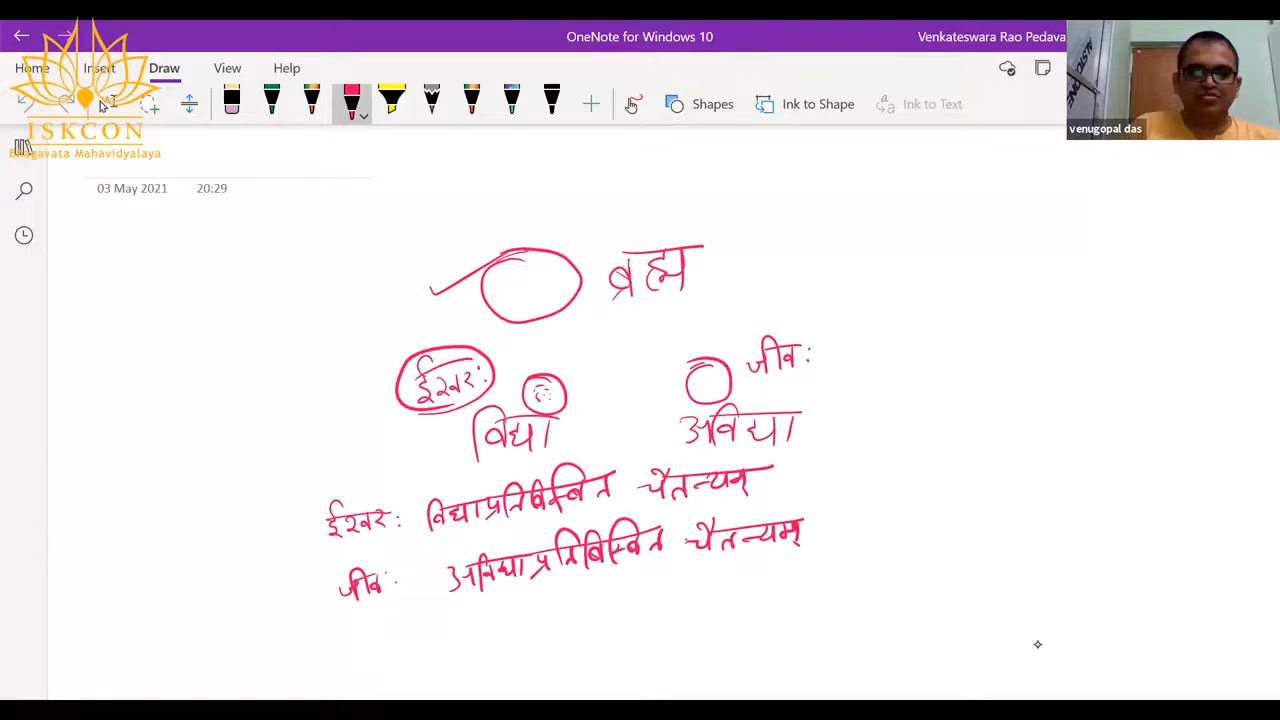 OneNote for Windows 10
Venkateswara Rao Pedava
Home Insert Draw View Help
Shapes Ink to Shape Ink to Text
ISKCON
Bhagavata Mahavidyalaya
venugopal das
03 May 2021 20:29
ब्रह्म
ईश्वरः जीवः
विद्या अविद्या
ईश्वरः विद्याप्रतिबिम्बित चैतन्यम्
जीवः अविद्याप्रतिबिम्बित चैतन्यम्